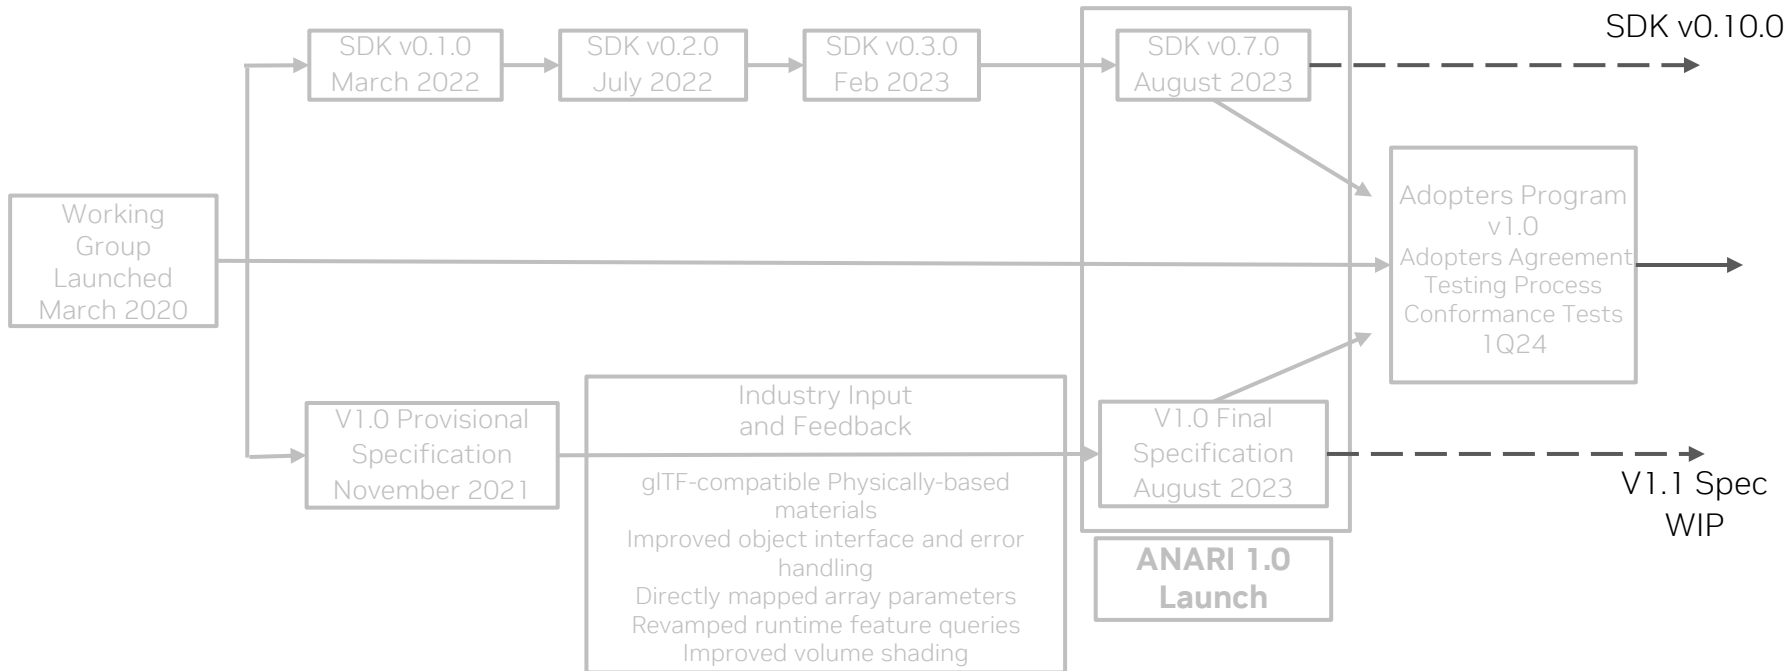 SDK v0.1.0
March 2022
SDK v0.2.0
July 2022
SDK v0.3.0
Feb 2023
SDK v0.7.0
August 2023
SDK v0.10.0
Working
Group
Launched
March 2020
Adopters Program
v1.0
Adopters Agreement
Testing Process
Conformance Tests
1Q24
V1.0 Provisional
Specification
November 2021
Industry Input
and Feedback
glTF-compatible Physically-based
materials
Improved object interface and error
handling
Directly mapped array parameters
Revamped runtime feature queries
Improved volume shading
V1.0 Final
Specification
August 2023
ANARI 1.0
Launch
V1.1 Spec
WIP